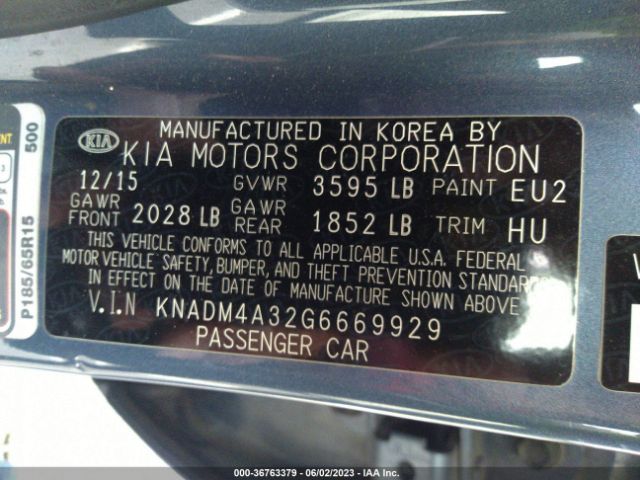 KIA
MANUFACTURED IN KOREA BY
KIA MOTORS CORPORATION
12/15 GVWR 3595 LB PAINT EU2
GAWR FRONT 2028 LB GAWR REAR 1852 LB TRIM HU
THIS VEHICLE CONFORMS TO ALL APPLICABLE U.S.A. FEDERAL
MOTOR VEHICLE SAFETY, BUMPER, AND THEFT PREVENTION STANDARDS
IN EFFECT ON THE DATE OF MANUFACTURE SHOWN ABOVE
V.I.N KNADM4A32G6669929
PASSENGER CAR
P185/65R15 500
000-36763379 - 06/02/2023 - IAA Inc.